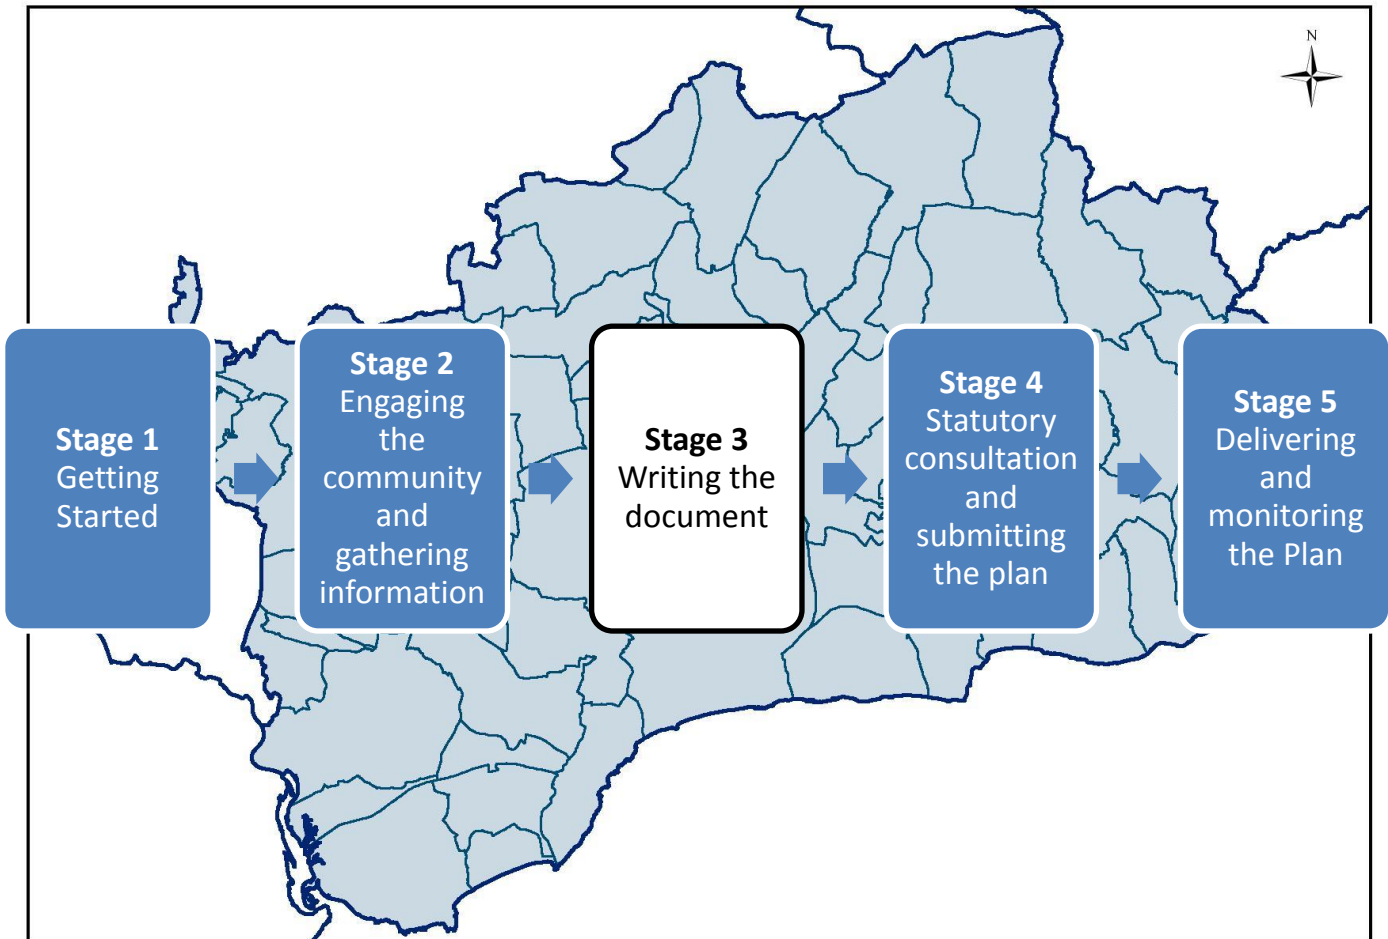 N
Stage 1
Getting
Started
Stage 2
Engaging
the
community
and
gathering
information
Stage 3
Writing the
document
Stage 4
Statutory
consultation
and
submitting
the plan
Stage 5
Delivering
and
monitoring
the Plan